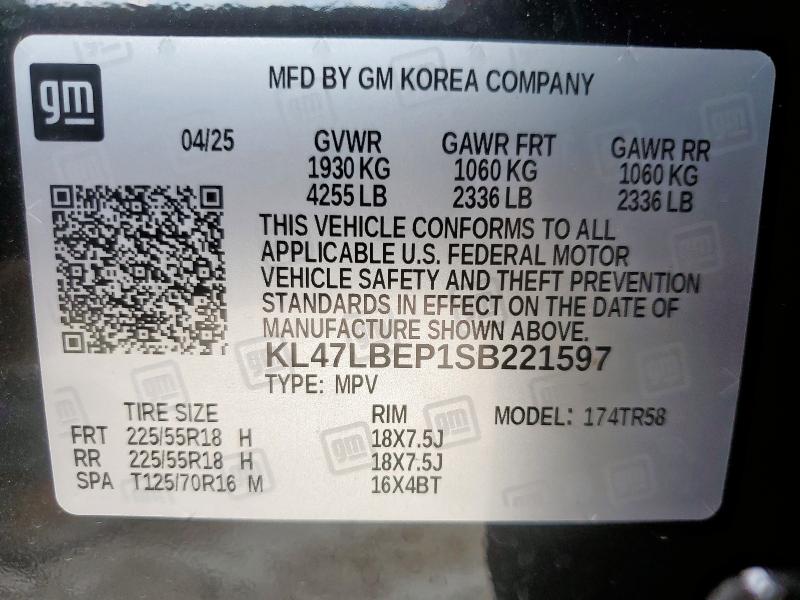 gm
MFD BY GM KOREA COMPANY
04/25 GVWR GAWR FRT GAWR RR
1930 KG 1060 KG 1060 KG
4255 LB 2336 LB 2336 LB
THIS VEHICLE CONFORMS TO ALL
APPLICABLE U.S. FEDERAL MOTOR
VEHICLE SAFETY AND THEFT PREVENTION
STANDARDS IN EFFECT ON THE DATE OF
MANUFACTURE SHOWN ABOVE.
KL47LBEP1SB221597
TYPE: MPV
TIRE SIZE RIM MODEL: 174TR58
FRT 225/55R18 H 18X7.5J
RR 225/55R18 H 18X7.5J
SPA T125/70R16 M 16X4BT